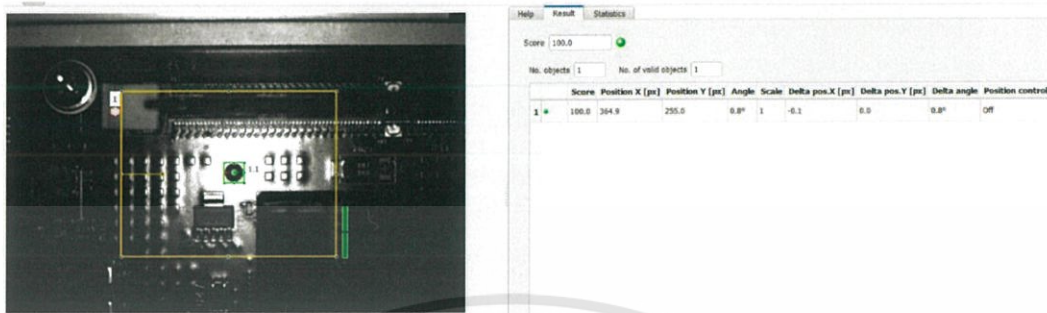 Help Result Statistics
Score 100.0
No. objects 1 No. of valid objects 1
Score Position X [px] Position Y [px] Angle Scale Delta pos.X [px] Delta pos.Y [px] Delta angle Position control
1 100.0 364.9 255.0 0.8° 1 -0.1 0.0 0.8° Off
1
1.1